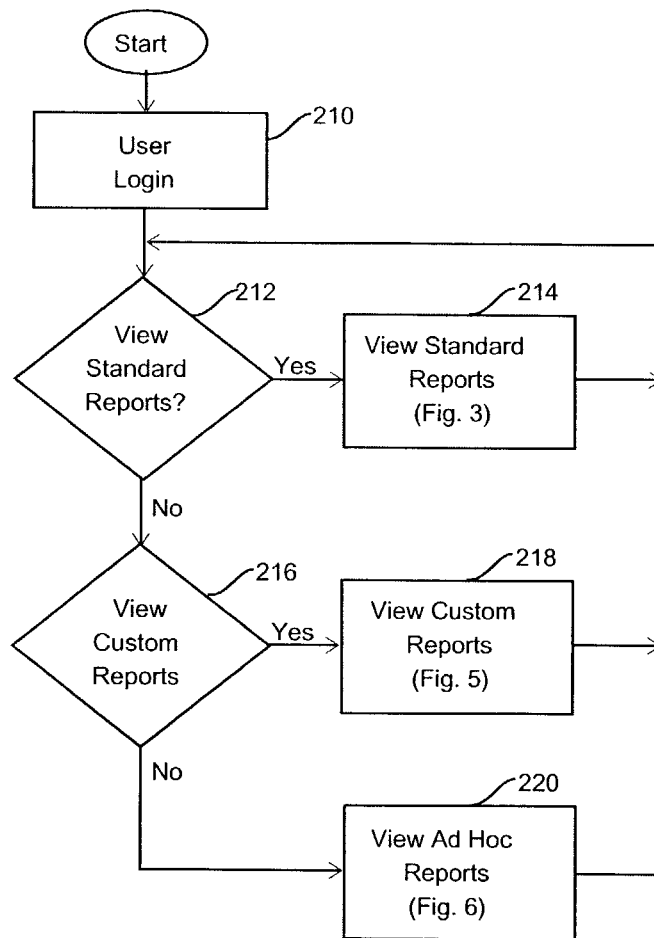 Start
210
User
Login
212
View
Standard
Reports?
Yes
214
View Standard
Reports
(Fig. 3)
No
216
View
Custom
Reports
Yes
218
View Custom
Reports
(Fig. 5)
No
220
View Ad Hoc
Reports
(Fig. 6)